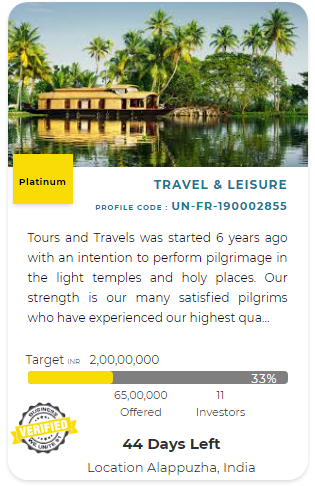 Platinum
TRAVEL & LEISURE
PROFILE CODE : UN-FR-190002855
Tours and Travels was started 6 years ago
with an intention to perform pilgrimage in
the light temples and holy places. Our
strength is our many satisfied pilgrims
who have experienced our highest qua...
Target INR 2,00,00,000
33%
65,00,000 11
Offered Investors
BUSINESS
VERIFIED
WE UNITE
44 Days Left
Location Alappuzha, India